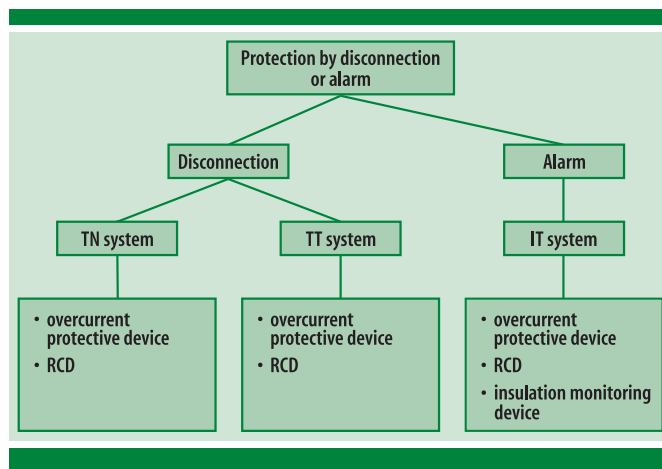 Protection by disconnection
or alarm
Disconnection
Alarm
TN system
TT system
IT system
• overcurrent
protective device
• RCD
• overcurrent
protective device
• RCD
• overcurrent
protective device
• RCD
• insulation monitoring
device